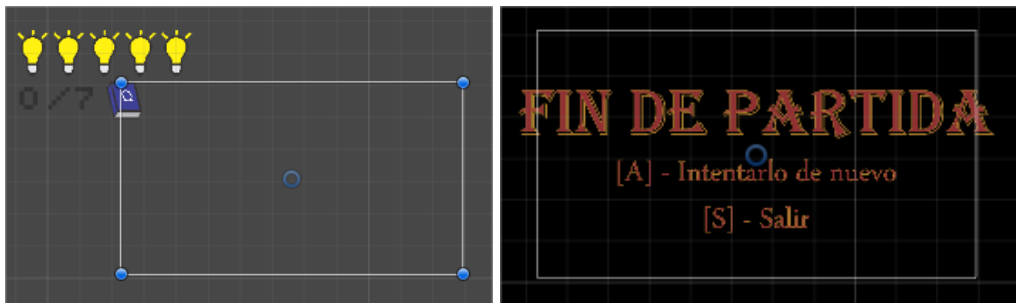 0/7
FIN DE PARTIDA
[A] - Intentarlo de nuevo
[S] - Salir